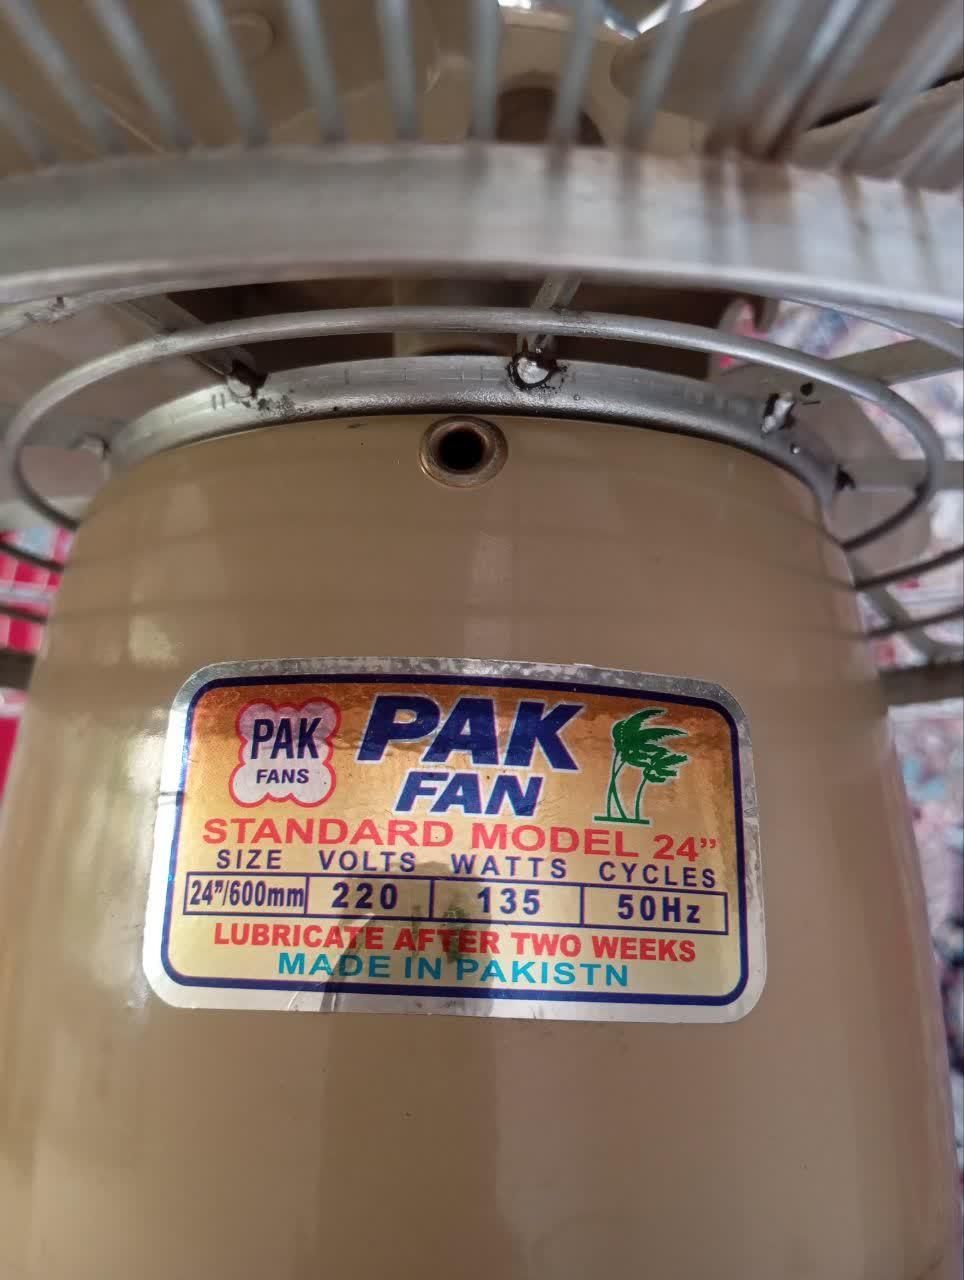 PAK
FANS
PAK
FAN
STANDARD MODEL 24”
SIZE VOLTS WATTS CYCLES
24”/600mm 220 135 50Hz
LUBRICATE AFTER TWO WEEKS
MADE IN PAKISTN